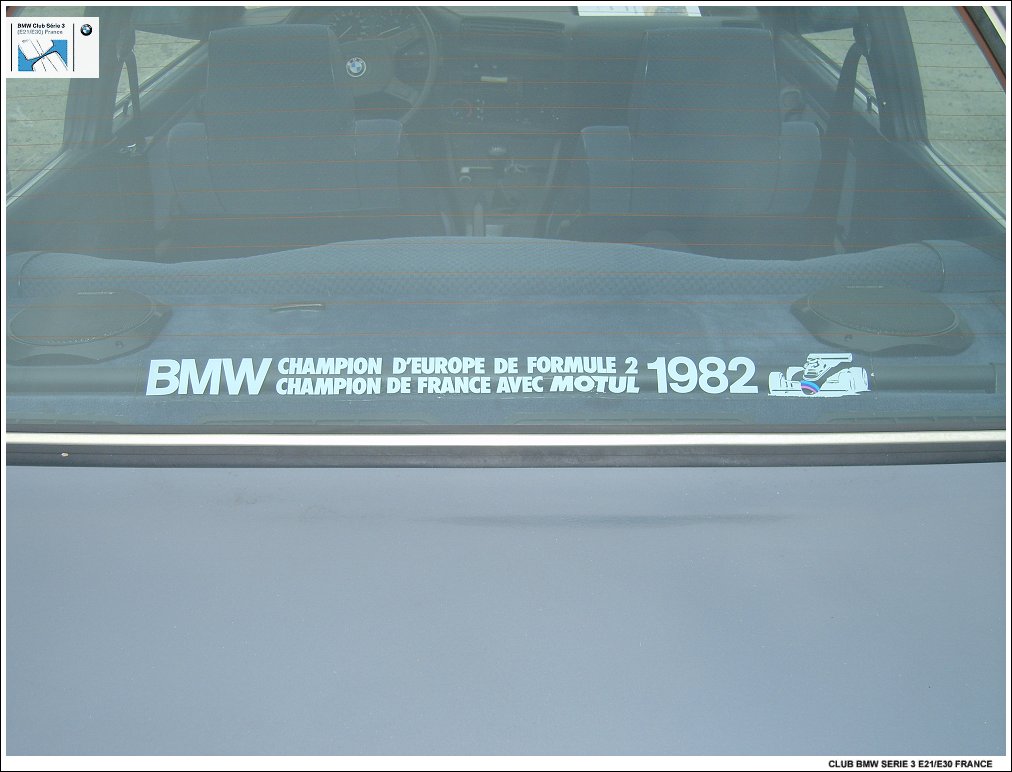 BMW Club Série 3
(E21/E30) France
BMW CHAMPION D'EUROPE DE FORMULE 2 1982
CHAMPION DE FRANCE AVEC MOTUL
CLUB BMW SERIE 3 E21/E30 FRANCE